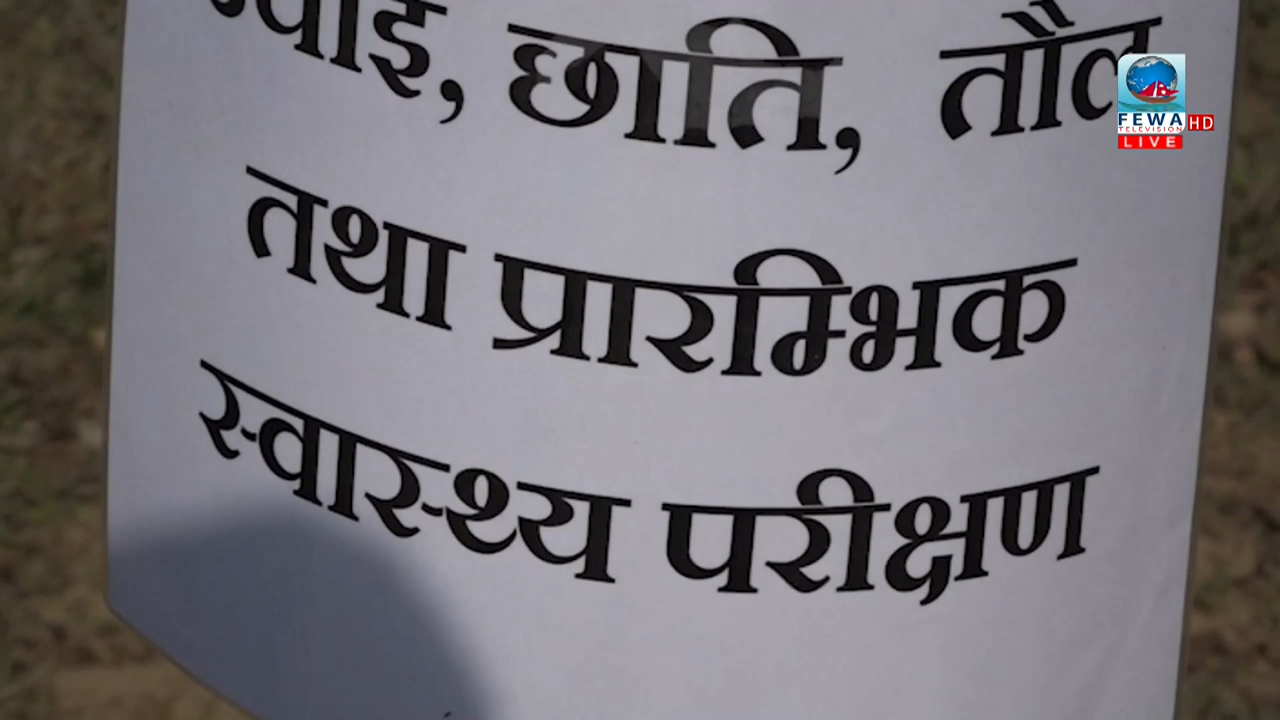 छाति, तौल
तथा प्रारम्भिक
स्वास्थ्य परीक्षण
FEWA HD
TELEVISION
LIVE